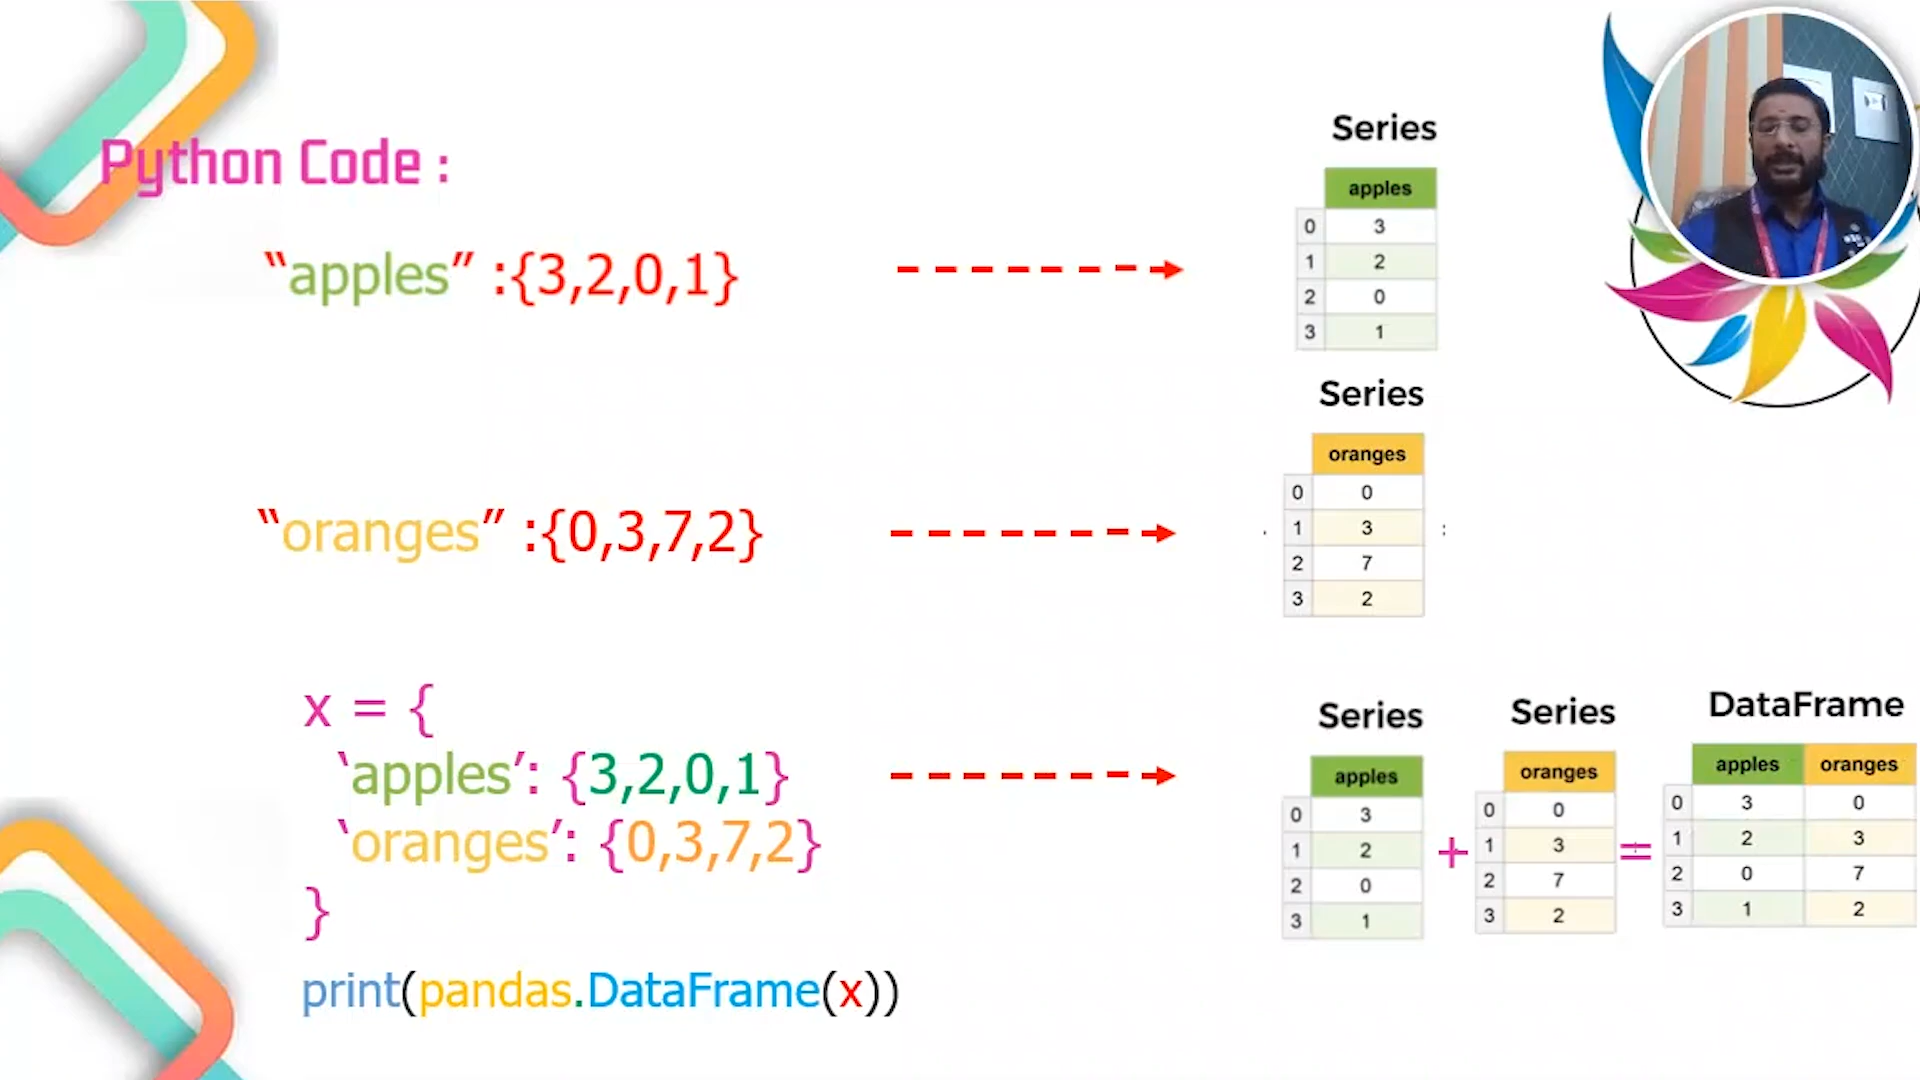 Python Code :
“apples” :{3,2,0,1}
Series
apples
0 3
1 2
2 0
3 1
“oranges” :{0,3,7,2}
Series
oranges
0 0
1 3
2 7
3 2
x = {
‘apples’: {3,2,0,1}
‘oranges’: {0,3,7,2}
}
print(pandas.DataFrame(x))
Series
apples
0 3
1 2
2 0
3 1
+
Series
oranges
0 0
1 3
2 7
3 2
=
DataFrame
apples oranges
0 3 0
1 2 3
2 0 7
3 1 2